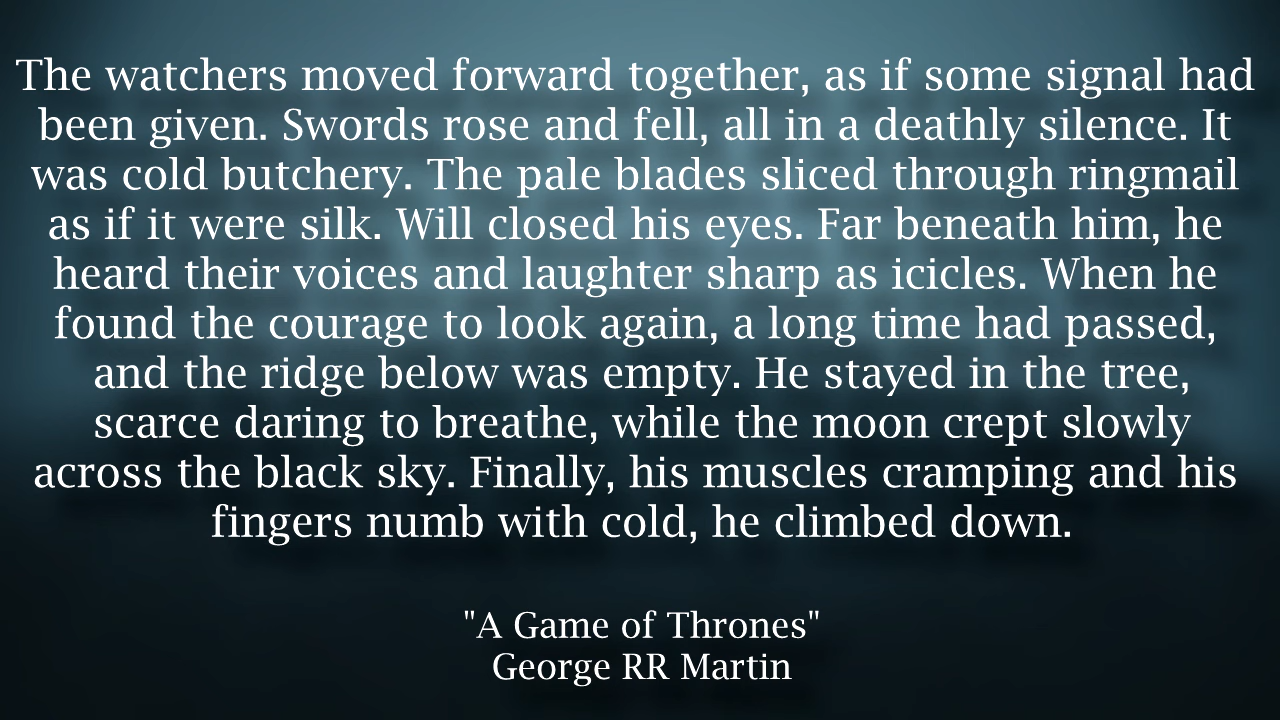 The watchers moved forward together, as if some signal had
been given. Swords rose and fell, all in a deathly silence. It
was cold butchery. The pale blades sliced through ringmail
as if it were silk. Will closed his eyes. Far beneath him, he
heard their voices and laughter sharp as icicles. When he
found the courage to look again, a long time had passed,
and the ridge below was empty. He stayed in the tree,
scarce daring to breathe, while the moon crept slowly
across the black sky. Finally, his muscles cramping and his
fingers numb with cold, he climbed down.
"A Game of Thrones"
George RR Martin